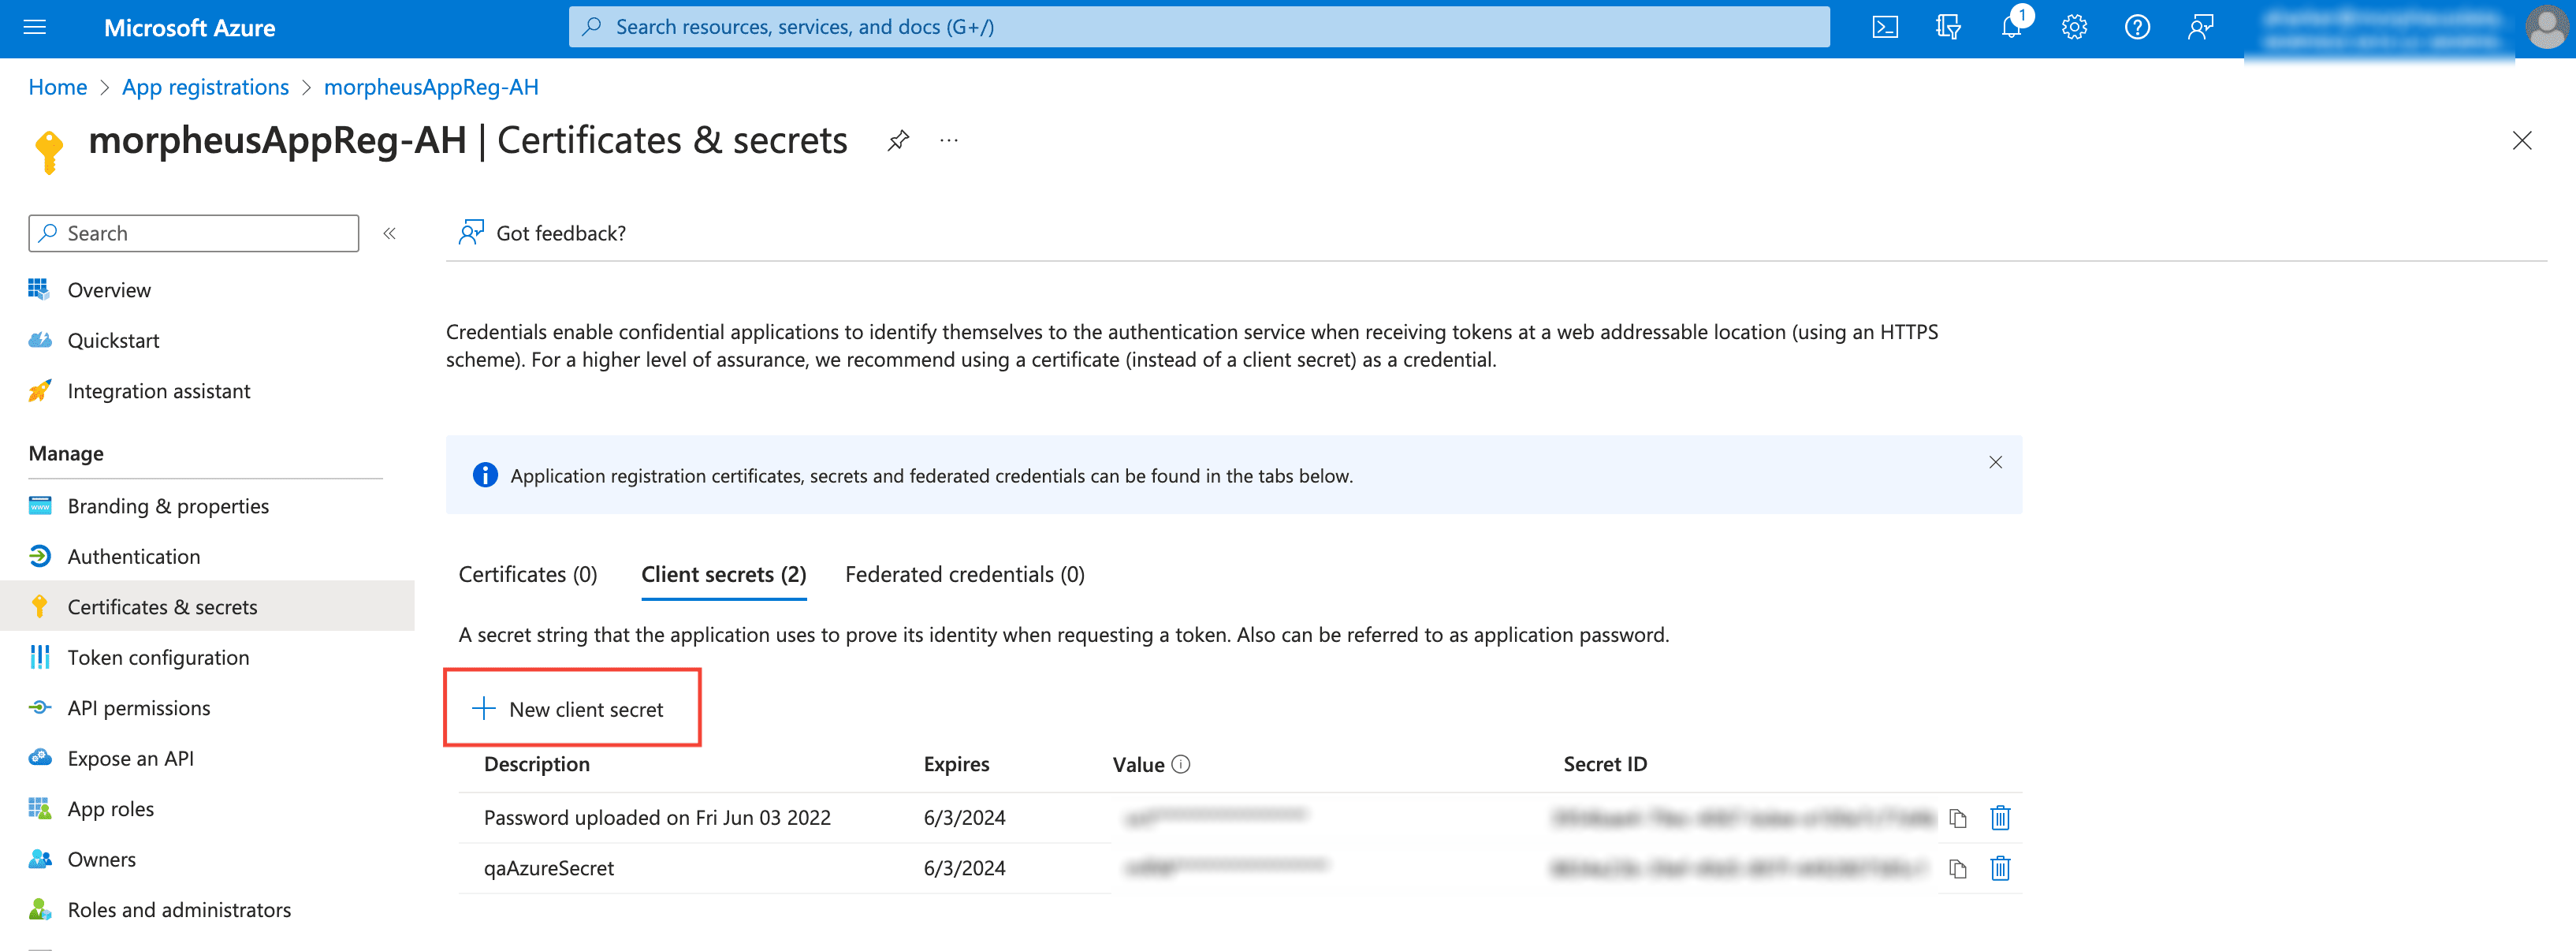 Microsoft Azure
Search resources, services, and docs (G+/)
1
Home > App registrations > morpheusAppReg-AH
morpheusAppReg-AH | Certificates & secrets
Search
Got feedback?
Overview
Quickstart
Integration assistant
Manage
Branding & properties
Authentication
Certificates & secrets
Token configuration
API permissions
Expose an API
App roles
Owners
Roles and administrators
Credentials enable confidential applications to identify themselves to the authentication service when receiving tokens at a web addressable location (using an HTTPS
scheme). For a higher level of assurance, we recommend using a certificate (instead of a client secret) as a credential.
Application registration certificates, secrets and federated credentials can be found in the tabs below.
Certificates (0) Client secrets (2) Federated credentials (0)
A secret string that the application uses to prove its identity when requesting a token. Also can be referred to as application password.
New client secret
Description Expires Value Secret ID
Password uploaded on Fri Jun 03 2022 6/3/2024
qaAzureSecret 6/3/2024